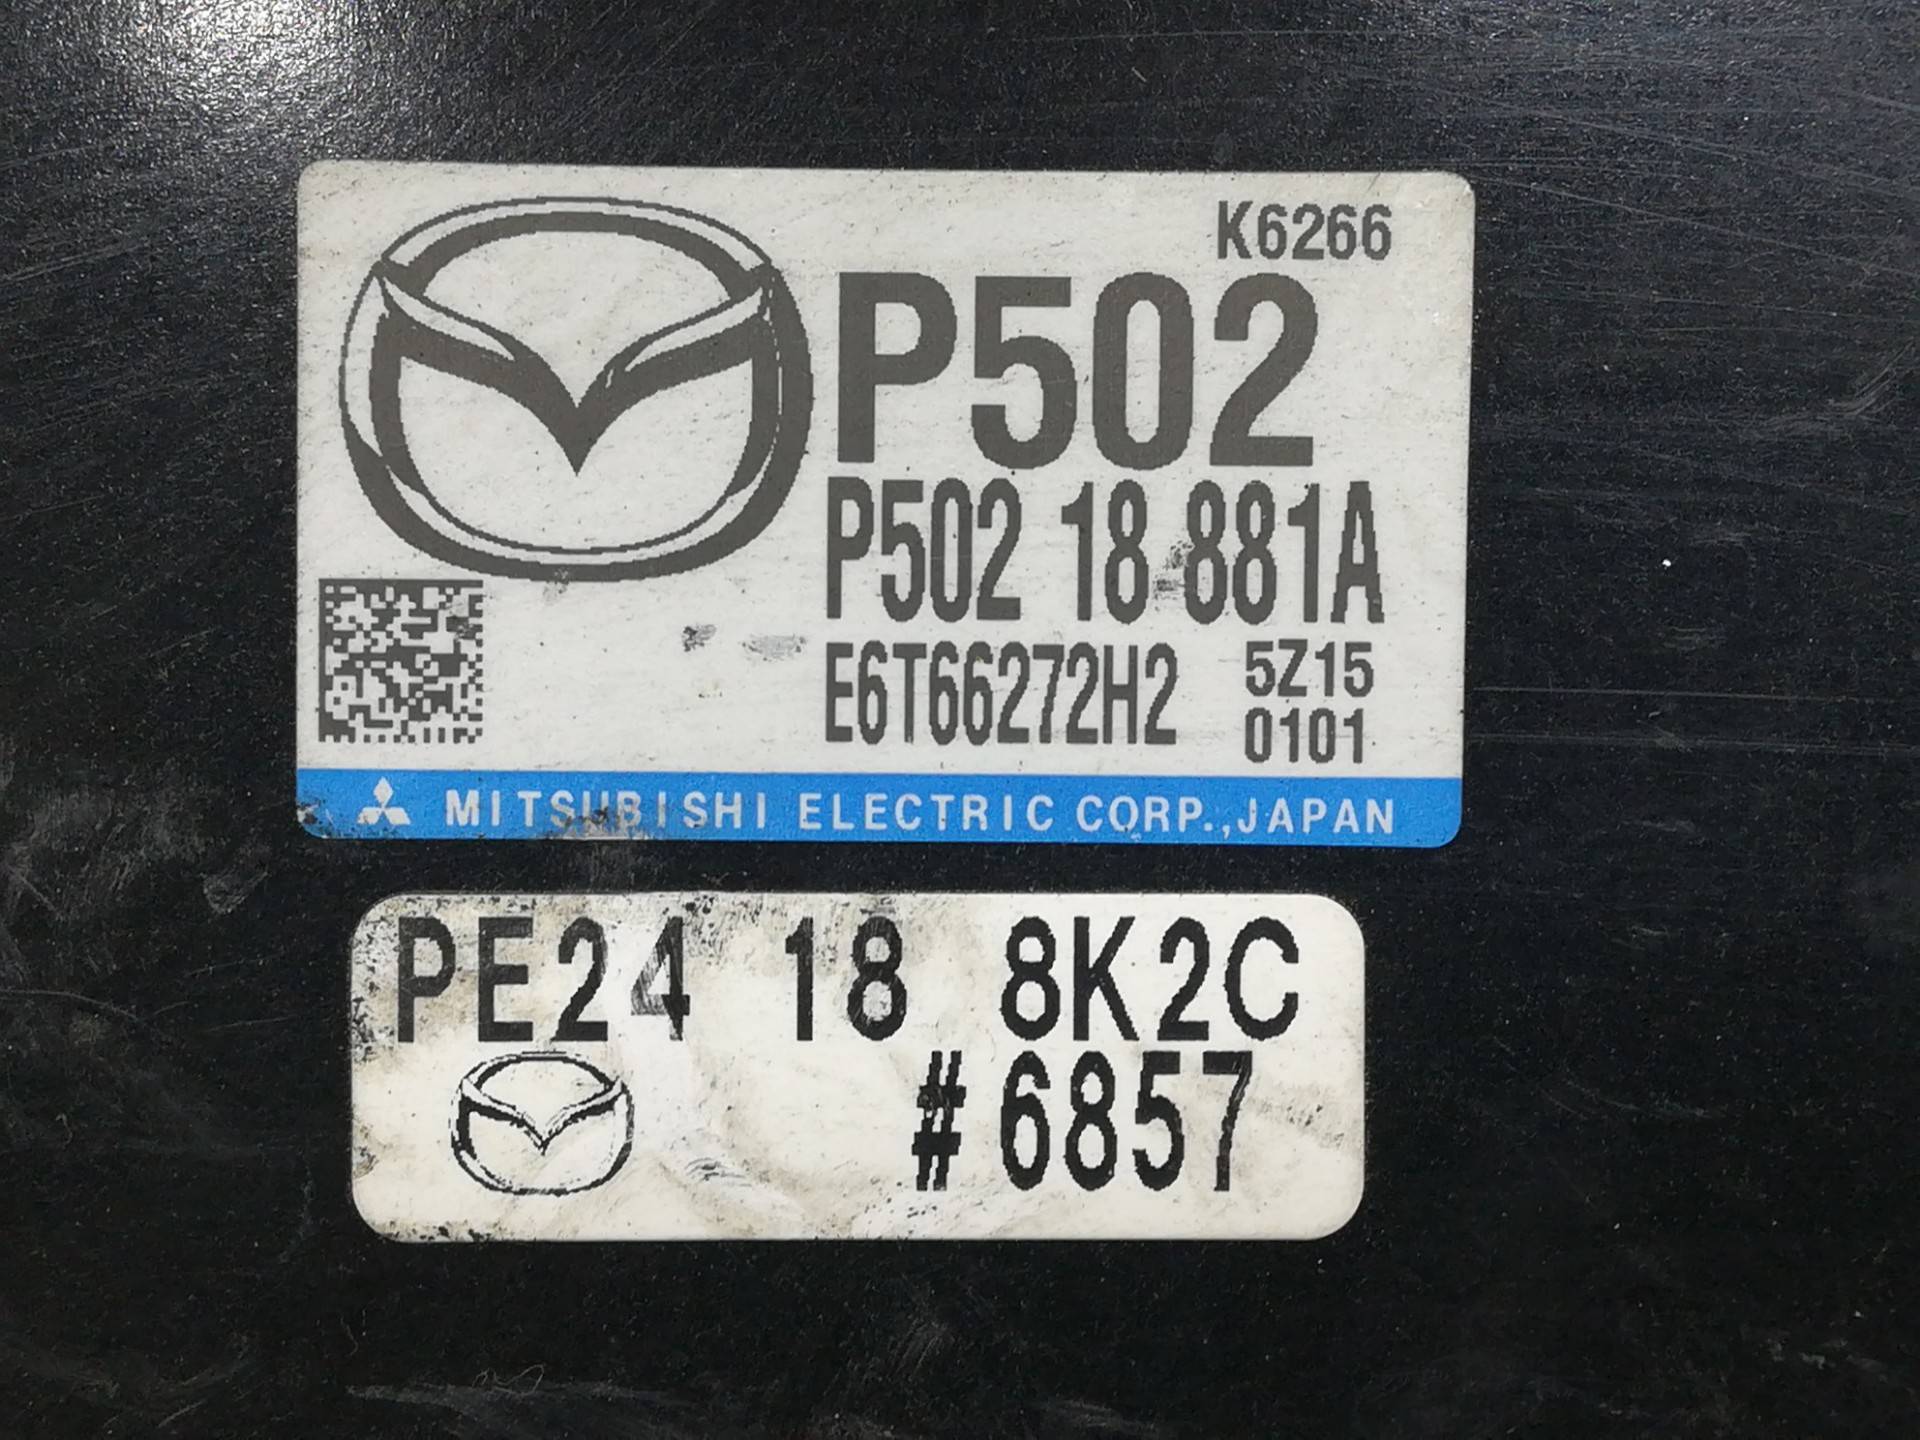 K6266
P502
P502 18 881A
E6T66272H2 5Z15
0101
MITSUBISHI ELECTRIC CORP.,JAPAN
PE24 18 8K2C
#6857